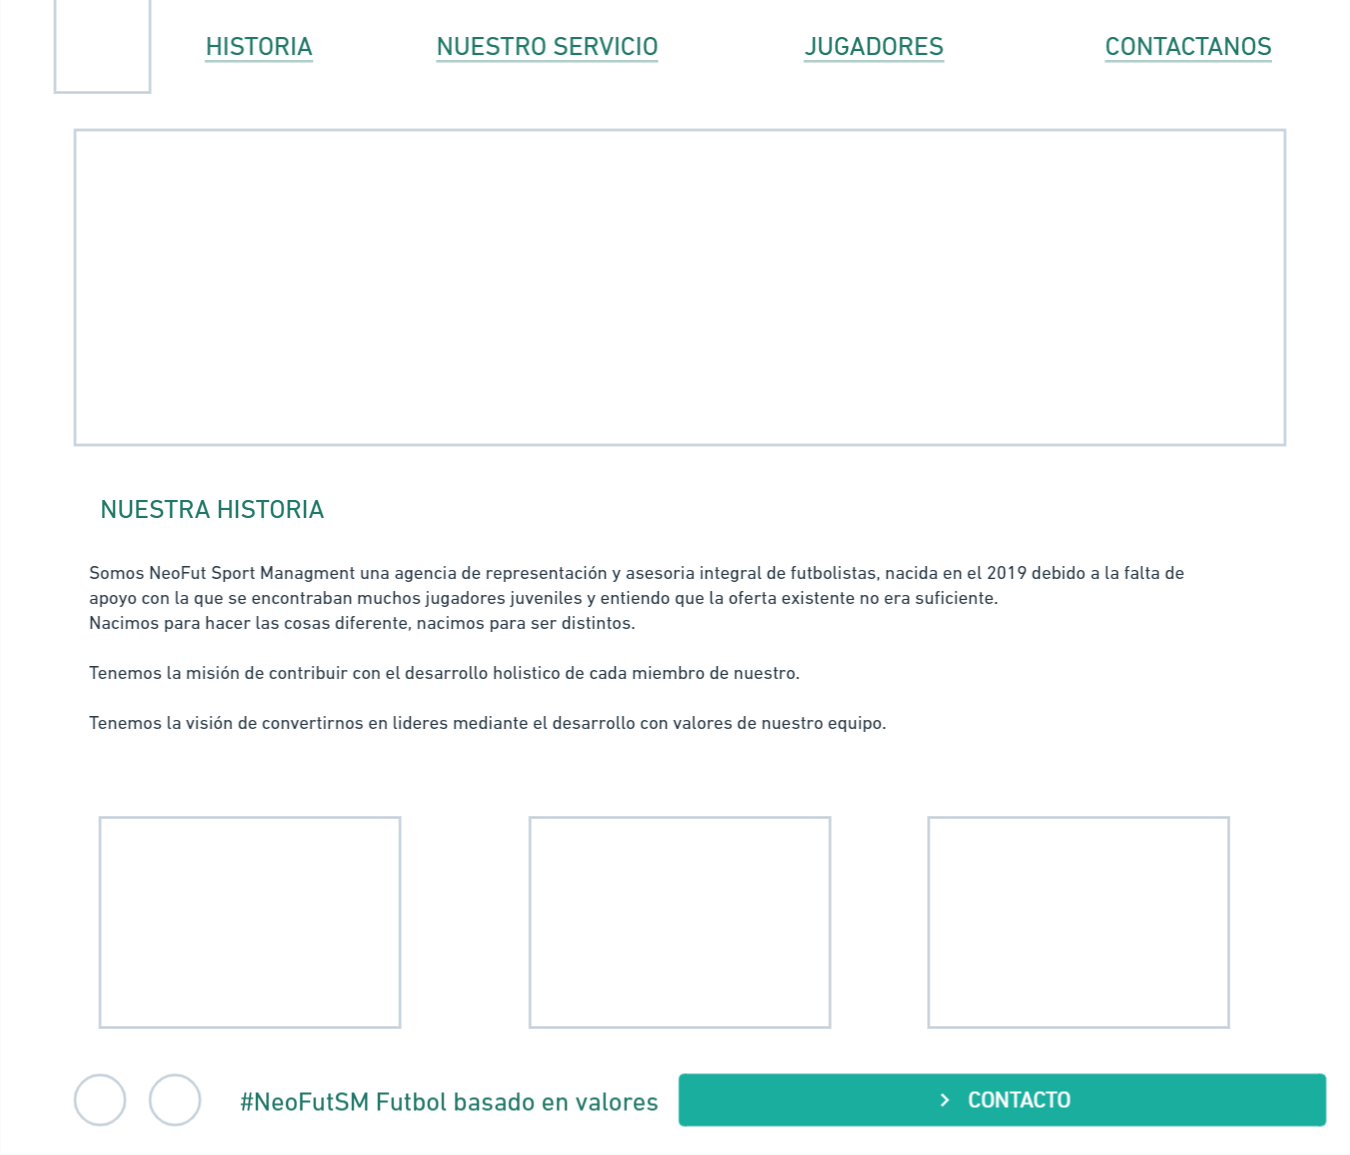 HISTORIA
NUESTRO SERVICIO
JUGADORES
CONTACTANOS
NUESTRA HISTORIA
Somos NeoFut Sport Managment una agencia de representación y asesoria integral de futbolistas, nacida en el 2019 debido a la falta de
apoyo con la que se encontraban muchos jugadores juveniles y entiendo que la oferta existente no era suficiente.
Nacimos para hacer las cosas diferente, nacimos para ser distintos.
Tenemos la misión de contribuir con el desarrollo holistico de cada miembro de nuestro.
Tenemos la visión de convertirnos en lideres mediante el desarrollo con valores de nuestro equipo.
#NeoFutSM Futbol basado en valores
CONTACTO